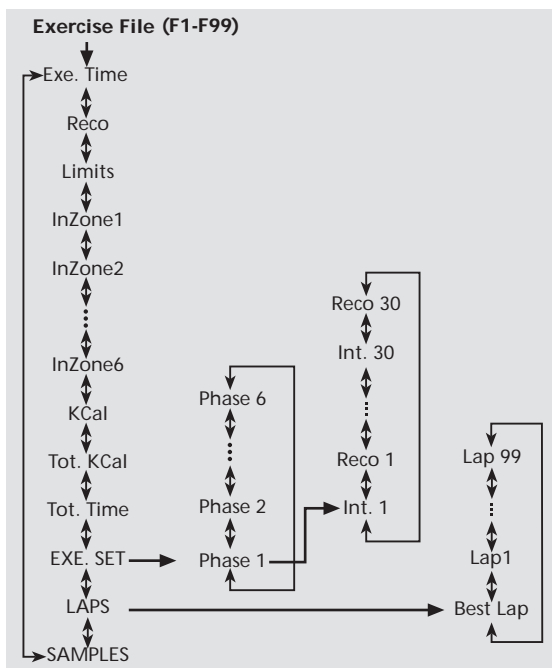 Exercise File (F1-F99)
Exe. Time
Reco
Limits
InZone1
InZone2
InZone6
KCal
Tot. KCal
Tot. Time
EXE. SET
LAPS
SAMPLES
Phase 6
Phase 2
Phase 1
Reco 30
Int. 30
Reco 1
Int. 1
Lap 99
Lap1
Best Lap